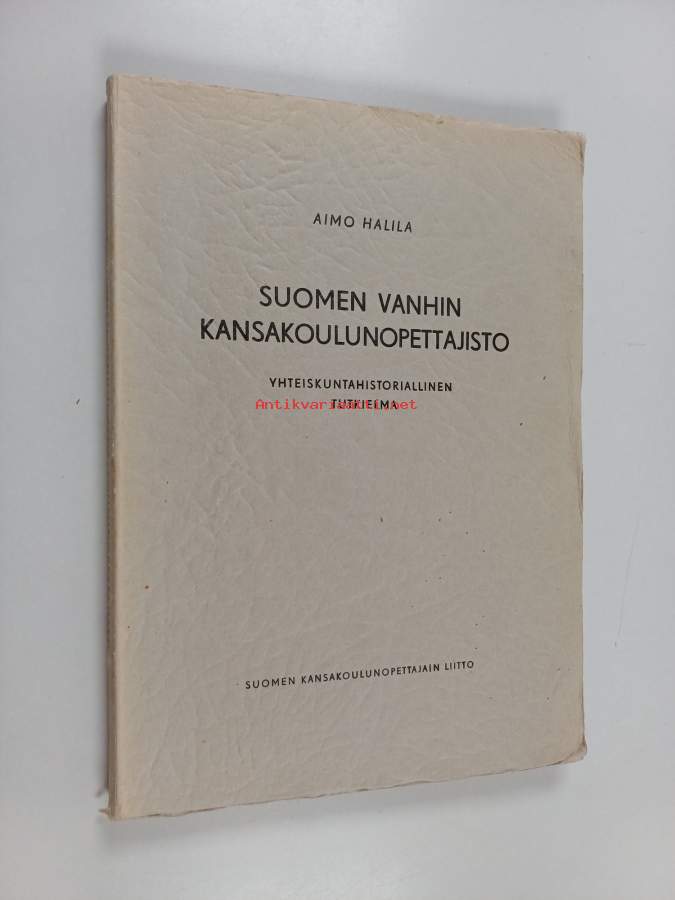 AIMO HALILA
SUOMEN VANHIN
KANSAKOULUNOPETTAJISTO
YHTEISKUNTAHISTORIALLINEN
TUTKIELMA
Antikvariaatti.net
SUOMEN KANSAKOULUNOPETTAJAIN LIITTO